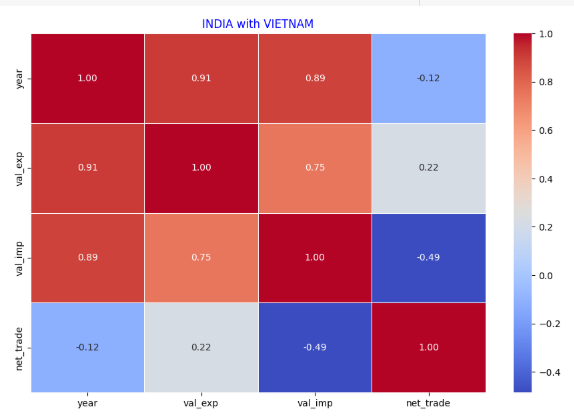 INDIA with VIETNAM
year
1.00
0.91
0.89
-0.12
val_exp
0.91
1.00
0.75
0.22
val_imp
0.89
0.75
1.00
-0.49
net_trade
-0.12
0.22
-0.49
1.00
year
val_exp
val_imp
net_trade
1.0
0.8
0.6
0.4
0.2
0.0
−0.2
−0.4